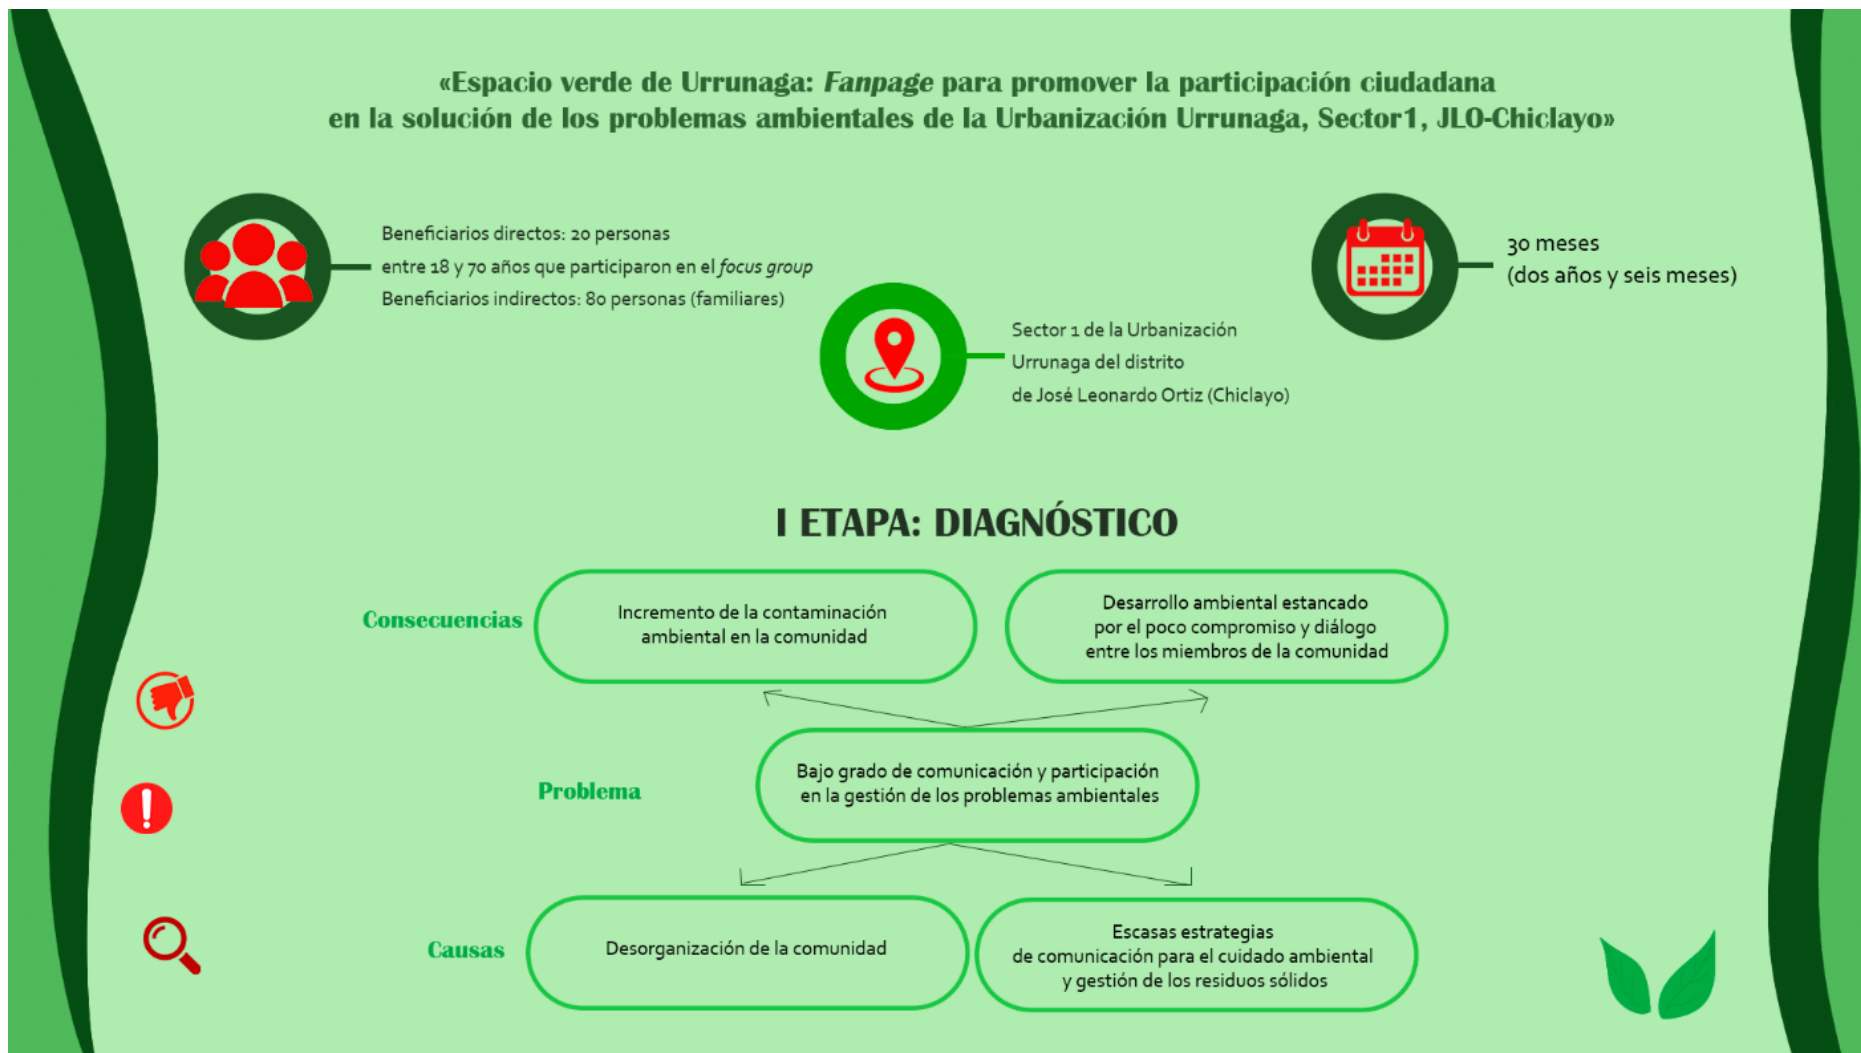 «Espacio verde de Urrunaga: Fanpage para promover la participación ciudadana
en la solución de los problemas ambientales de la Urbanización Urrunaga, Sector1, JLO-Chiclayo»
Beneficiarios directos: 20 personas
entre 18 y 70 años que participaron en el focus group
Beneficiarios indirectos: 80 personas (familiares)
Sector 1 de la Urbanización
Urrunaga del distrito
de José Leonardo Ortiz (Chiclayo)
30 meses
(dos años y seis meses)
I ETAPA: DIAGNÓSTICO
Consecuencias
Incremento de la contaminación
ambiental en la comunidad
Desarrollo ambiental estancado
por el poco compromiso y diálogo
entre los miembros de la comunidad
Problema
Bajo grado de comunicación y participación
en la gestión de los problemas ambientales
Causas
Desorganización de la comunidad
Escasas estrategias
de comunicación para el cuidado ambiental
y gestión de los residuos sólidos